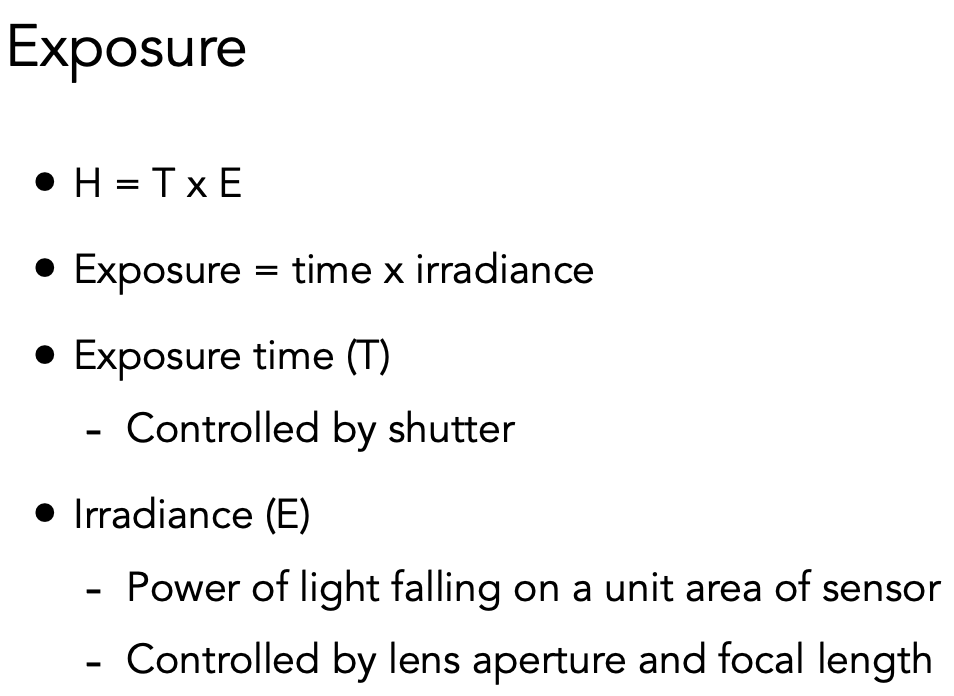 Exposure
• H = T x E
• Exposure = time x irradiance
• Exposure time (T)
- Controlled by shutter
• Irradiance (E)
- Power of light falling on a unit area of sensor
- Controlled by lens aperture and focal length